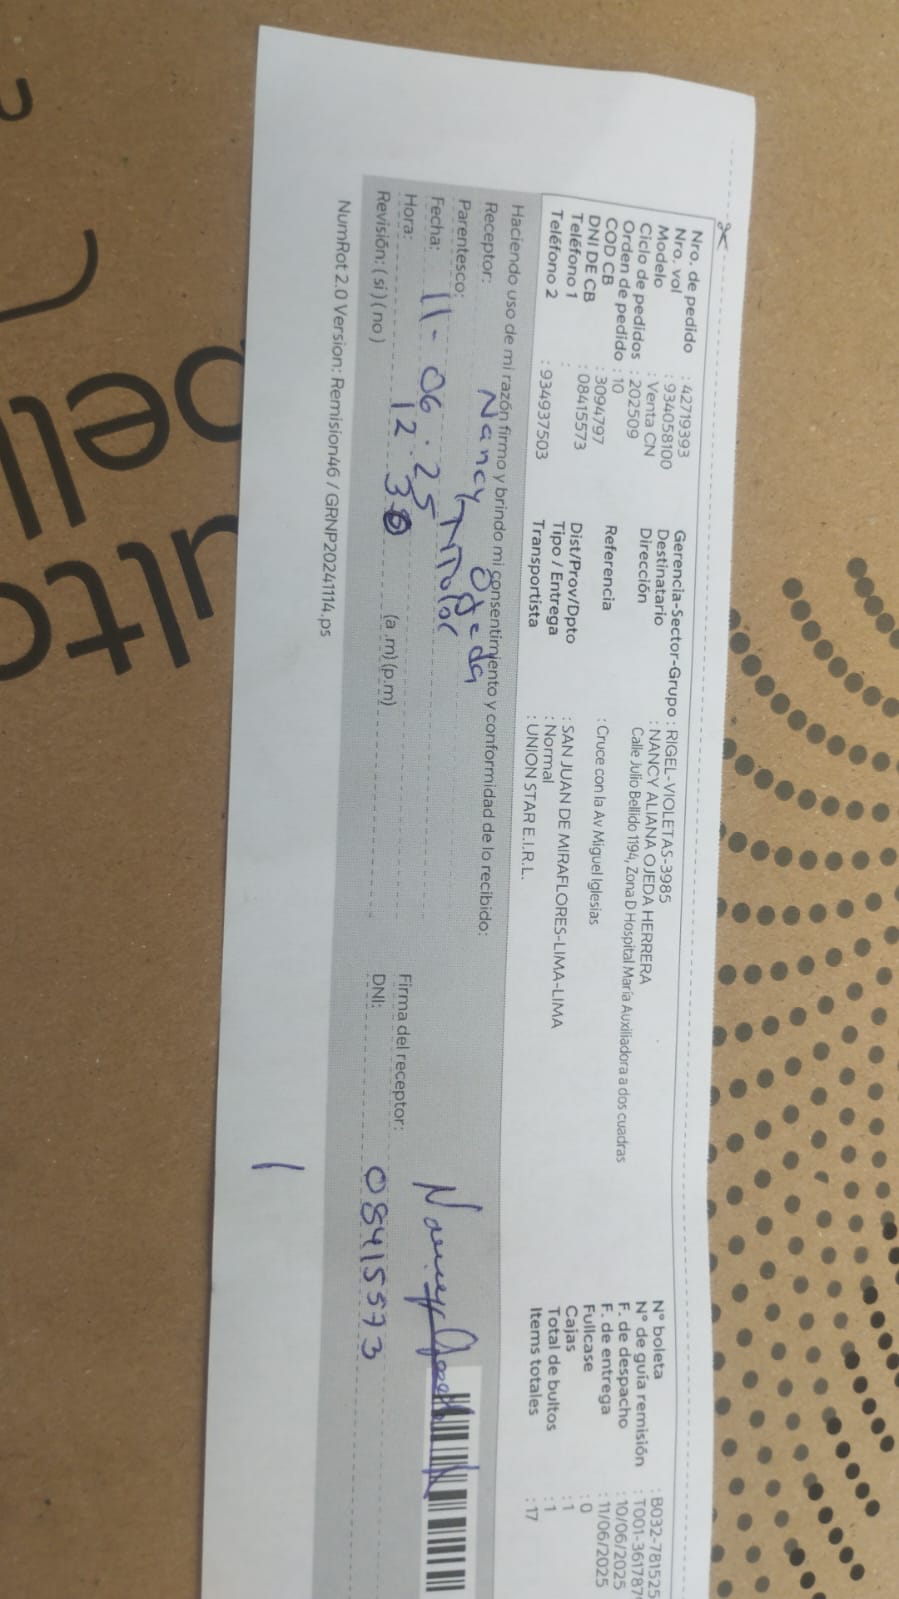 Nro. de pedido : 42719393
Nro. vol : 934058100
Modelo : Venta CN
Ciclo de pedidos : 202509
Orden de pedido : 10
COD CB : 3094797
DNI DE CB : 08415573
Teléfono 1 :
Teléfono 2 : 934937503
Gerencia-Sector-Grupo : RIGEL-VIOLETAS-3985
Destinatario : NANCY ALIANA OJEDA HERRERA
Dirección Calle Julio Bellido 1194, Zona D Hospital María Auxiliadora a dos cuadras
Referencia : Cruce con la Av Miguel Iglesias
Dist/Prov/Dpto : SAN JUAN DE MIRAFLORES-LIMA-LIMA
Tipo / Entrega : Normal
Transportista : UNION STAR E.I.R.L.
N° boleta : B032-781525
N° de guía remisión : T001-361787
F. de despacho : 10/06/2025
F. de entrega : 11/06/2025
Fullcase : 0
Cajas : 1
Total de bultos : 1
Items totales : 17
Haciendo uso de mi razón firmo y brindo mi consentimiento y conformidad de lo recibido:
Receptor: Nancy Ojeda
Parentesco: Titular
Fecha: 11-06-25
Hora: 12:30 (a.m) (p.m)
Revisión: (si) (no)
Firma del receptor: Nancy
DNI: 08415573
NumRot 2.0 Version: Remision46 / GRNP20241114.ps
1